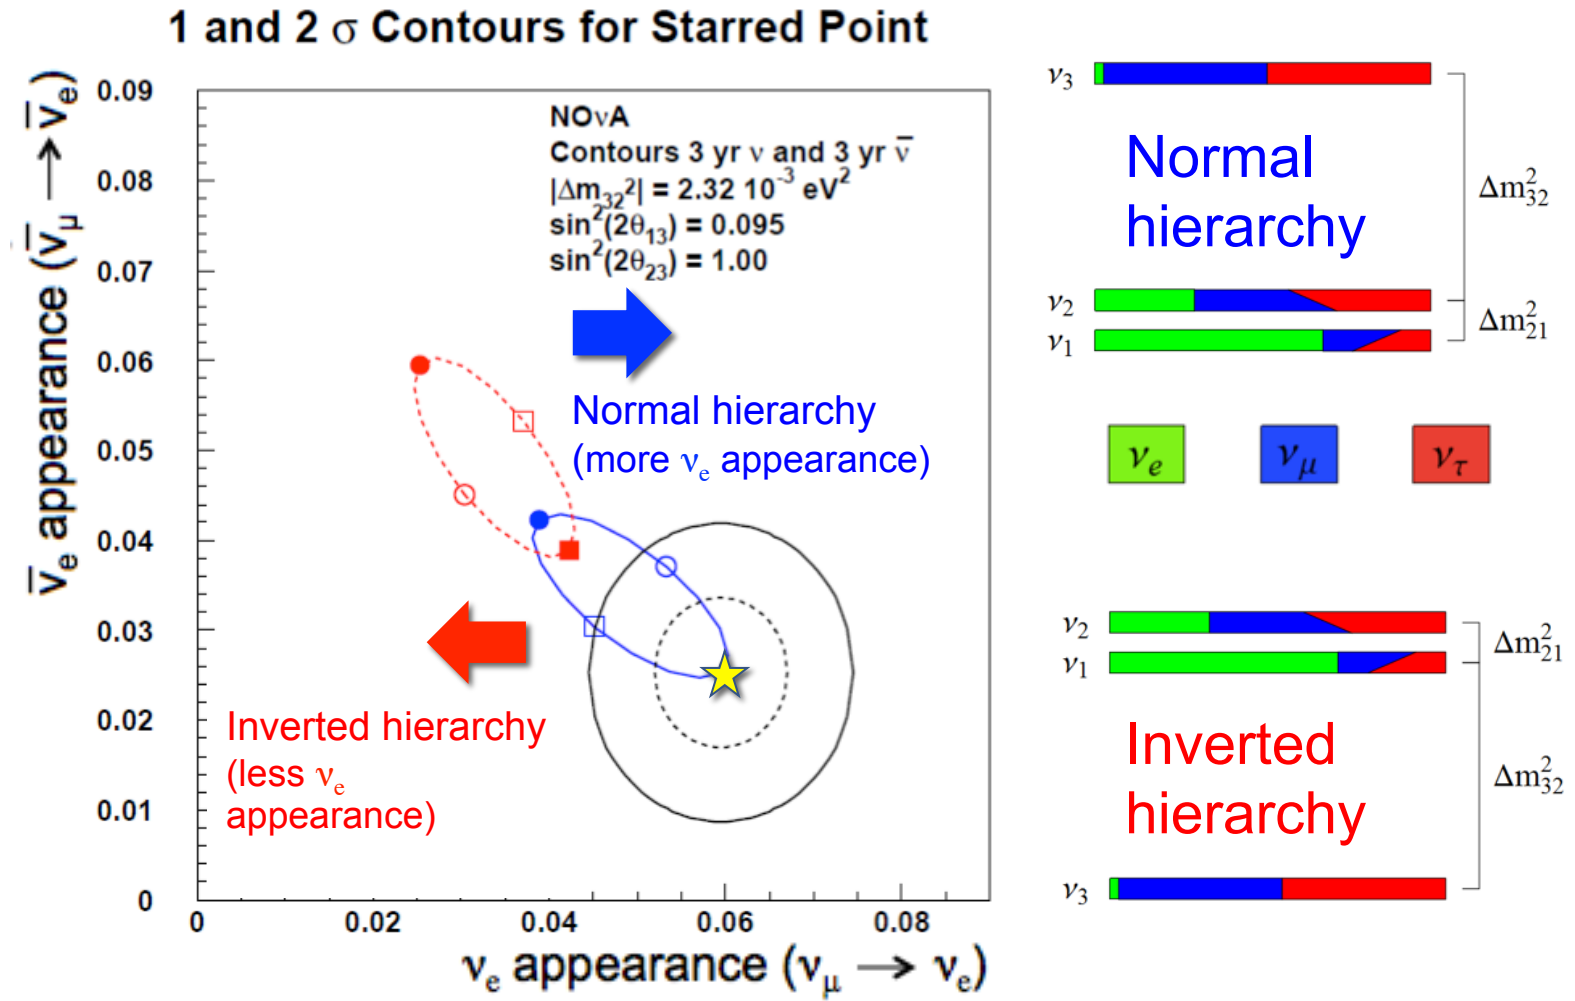 1 and 2 σ Contours for Starred Point
ν̅e appearance (ν̅μ → ν̅e)
0.09
0.08
0.07
0.06
0.05
0.04
0.03
0.02
0.01
0
NOνA
Contours 3 yr ν and 3 yr ν̅
|Δm₃₂²| = 2.32 10⁻³ eV²
sin²(2θ₁₃) = 0.095
sin²(2θ₂₃) = 1.00
Normal hierarchy
(more νe appearance)
Inverted hierarchy
(less νe
appearance)
0 0.02 0.04 0.06 0.08
νe appearance (νμ → νe)
ν₃
Normal
hierarchy
Δm²₃₂
ν₂
ν₁
Δm²₂₁
νe νμ ντ
ν₂
ν₁
Δm²₂₁
Inverted
hierarchy
Δm²₃₂
ν₃